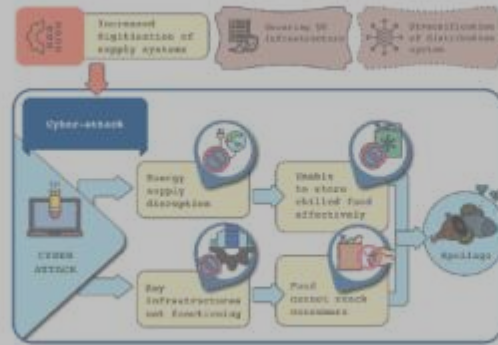 Increased
digitization of
supply systems
Securing 5G
infrastructure
Diversification
of distribution
system
Cyber-attack
CYBER
ATTACK
Energy
supply
disruption
Unable
to store
chilled food
effectively
Key
infrastructures
not functioning
Food
cannot reach
consumers
Spoilage